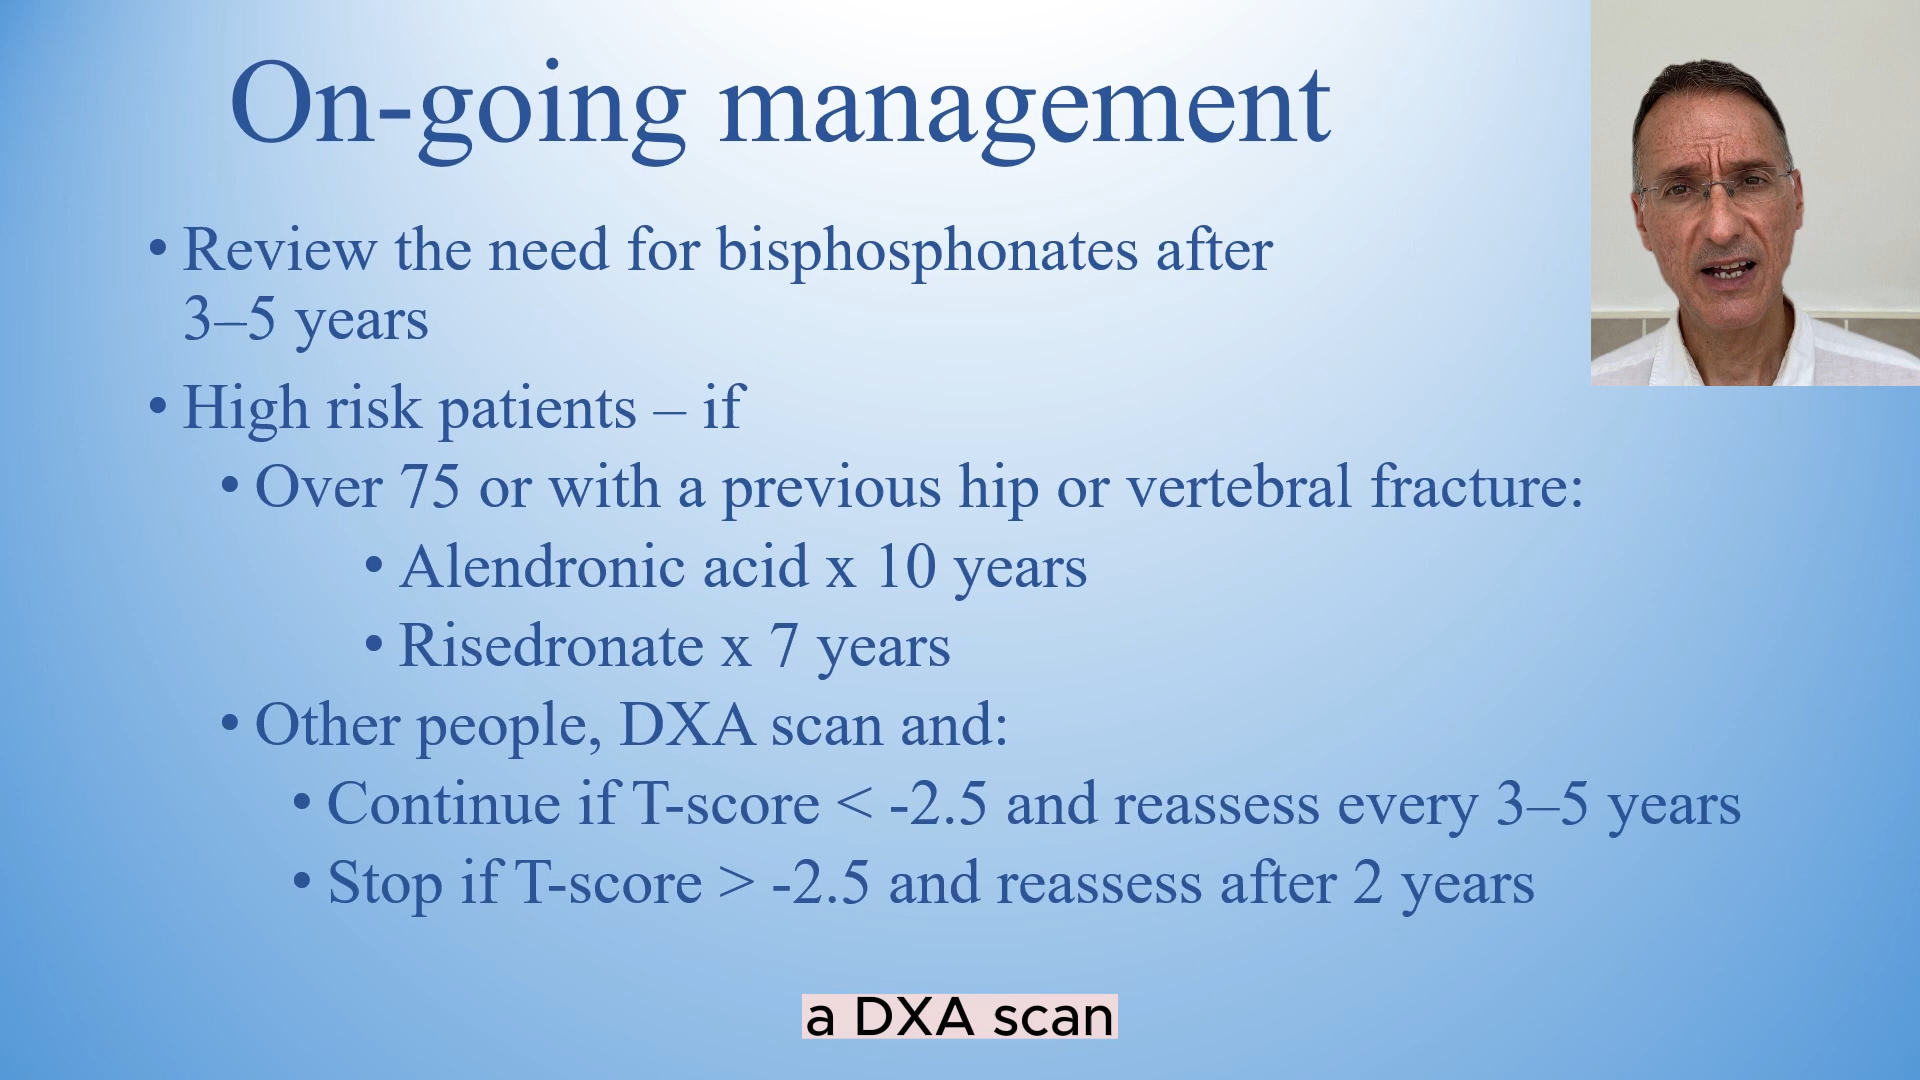 On-going management
• Review the need for bisphosphonates after
3–5 years
• High risk patients – if
• Over 75 or with a previous hip or vertebral fracture:
• Alendronic acid x 10 years
• Risedronate x 7 years
• Other people, DXA scan and:
• Continue if T-score < -2.5 and reassess every 3–5 years
• Stop if T-score > -2.5 and reassess after 2 years
a DXA scan